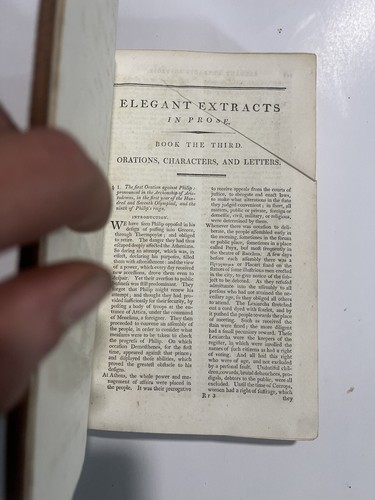 ELEGANT EXTRACTS
IN PROSE.
BOOK THE THIRD.
ORATIONS, CHARACTERS, AND LETTERS.
§ 1. The first Oration against Philip:
pronounced in the Archonship of Aris-
todemus, in the first year of the Hun-
dred and Seventh Olympiad, and the
ninth of Philip's reign.
INTRODUCTION.
WE have seen Philip opposed in his
design of passing into Greece,
through Thermopylæ; and obliged
to retire. The danger they had thus
escaped deeply affected the Athenians.
So daring an attempt, which was, in
effect, declaring his purposes, filled
them with astonishment: and the view
of a power, which every day received
new accessions, drove them even to
despair. Yet their aversion to public
business was still predominant. They
forgot that Philip might renew his
attempt; and thought they had pro-
vided sufficiently for their security, by
posting a body of troops at the en-
trance of Attica, under the command
of Menelaus, a foreigner. They then
proceeded to convene an assembly of
the people, in order to consider what
measures were to be taken to check
the progress of Philip. On which
occasion Demosthenes, for the first
time, appeared against that prince;
and displayed those abilities, which
proved the greatest obstacle to his
designs.
At Athens, the whole power and ma-
nagement of affairs were placed in
the people. It was their prerogative
to receive appeals from the courts of
justice, to abrogate and enact laws,
to make what alterations in the state
they judged convenient; in short, all
matters, public or private, foreign or
domestic, civil, military, or religious,
were determined by them.
Whenever there was occasion to deli-
berate, the people assembled early in
the morning, sometimes in the forum
or public place, sometimes in a place
called Pnyx, but most frequently in
the theatre of Bacchus. A few days
before each assembly there was a
Πρόγραμμα or Placart fixed on the
statues of some illustrious men erected
in the city, to give notice of the sub-
ject to be debated. As they refused
admittance into the assembly to all
persons who had not attained the ne-
cessary age, so they obliged all others
to attend. The Lexiarchs stretched
out a cord dyed with scarlet, and by
it pushed the people towards the place
of meeting. Such as received the
stain were fined; the more diligent
had a small pecuniary reward. These
Lexiarchs were the keepers of the
register, in which were enrolled the
names of such citizens as had a right
of voting. And all had this right
who were of age, and not excluded
by a personal fault. Undutiful chil-
dren, cowards, brutal debauchees, pro-
digals, debtors to the public, were all
excluded. Until the time of Cecrops,
women had a right of suffrage, which
they